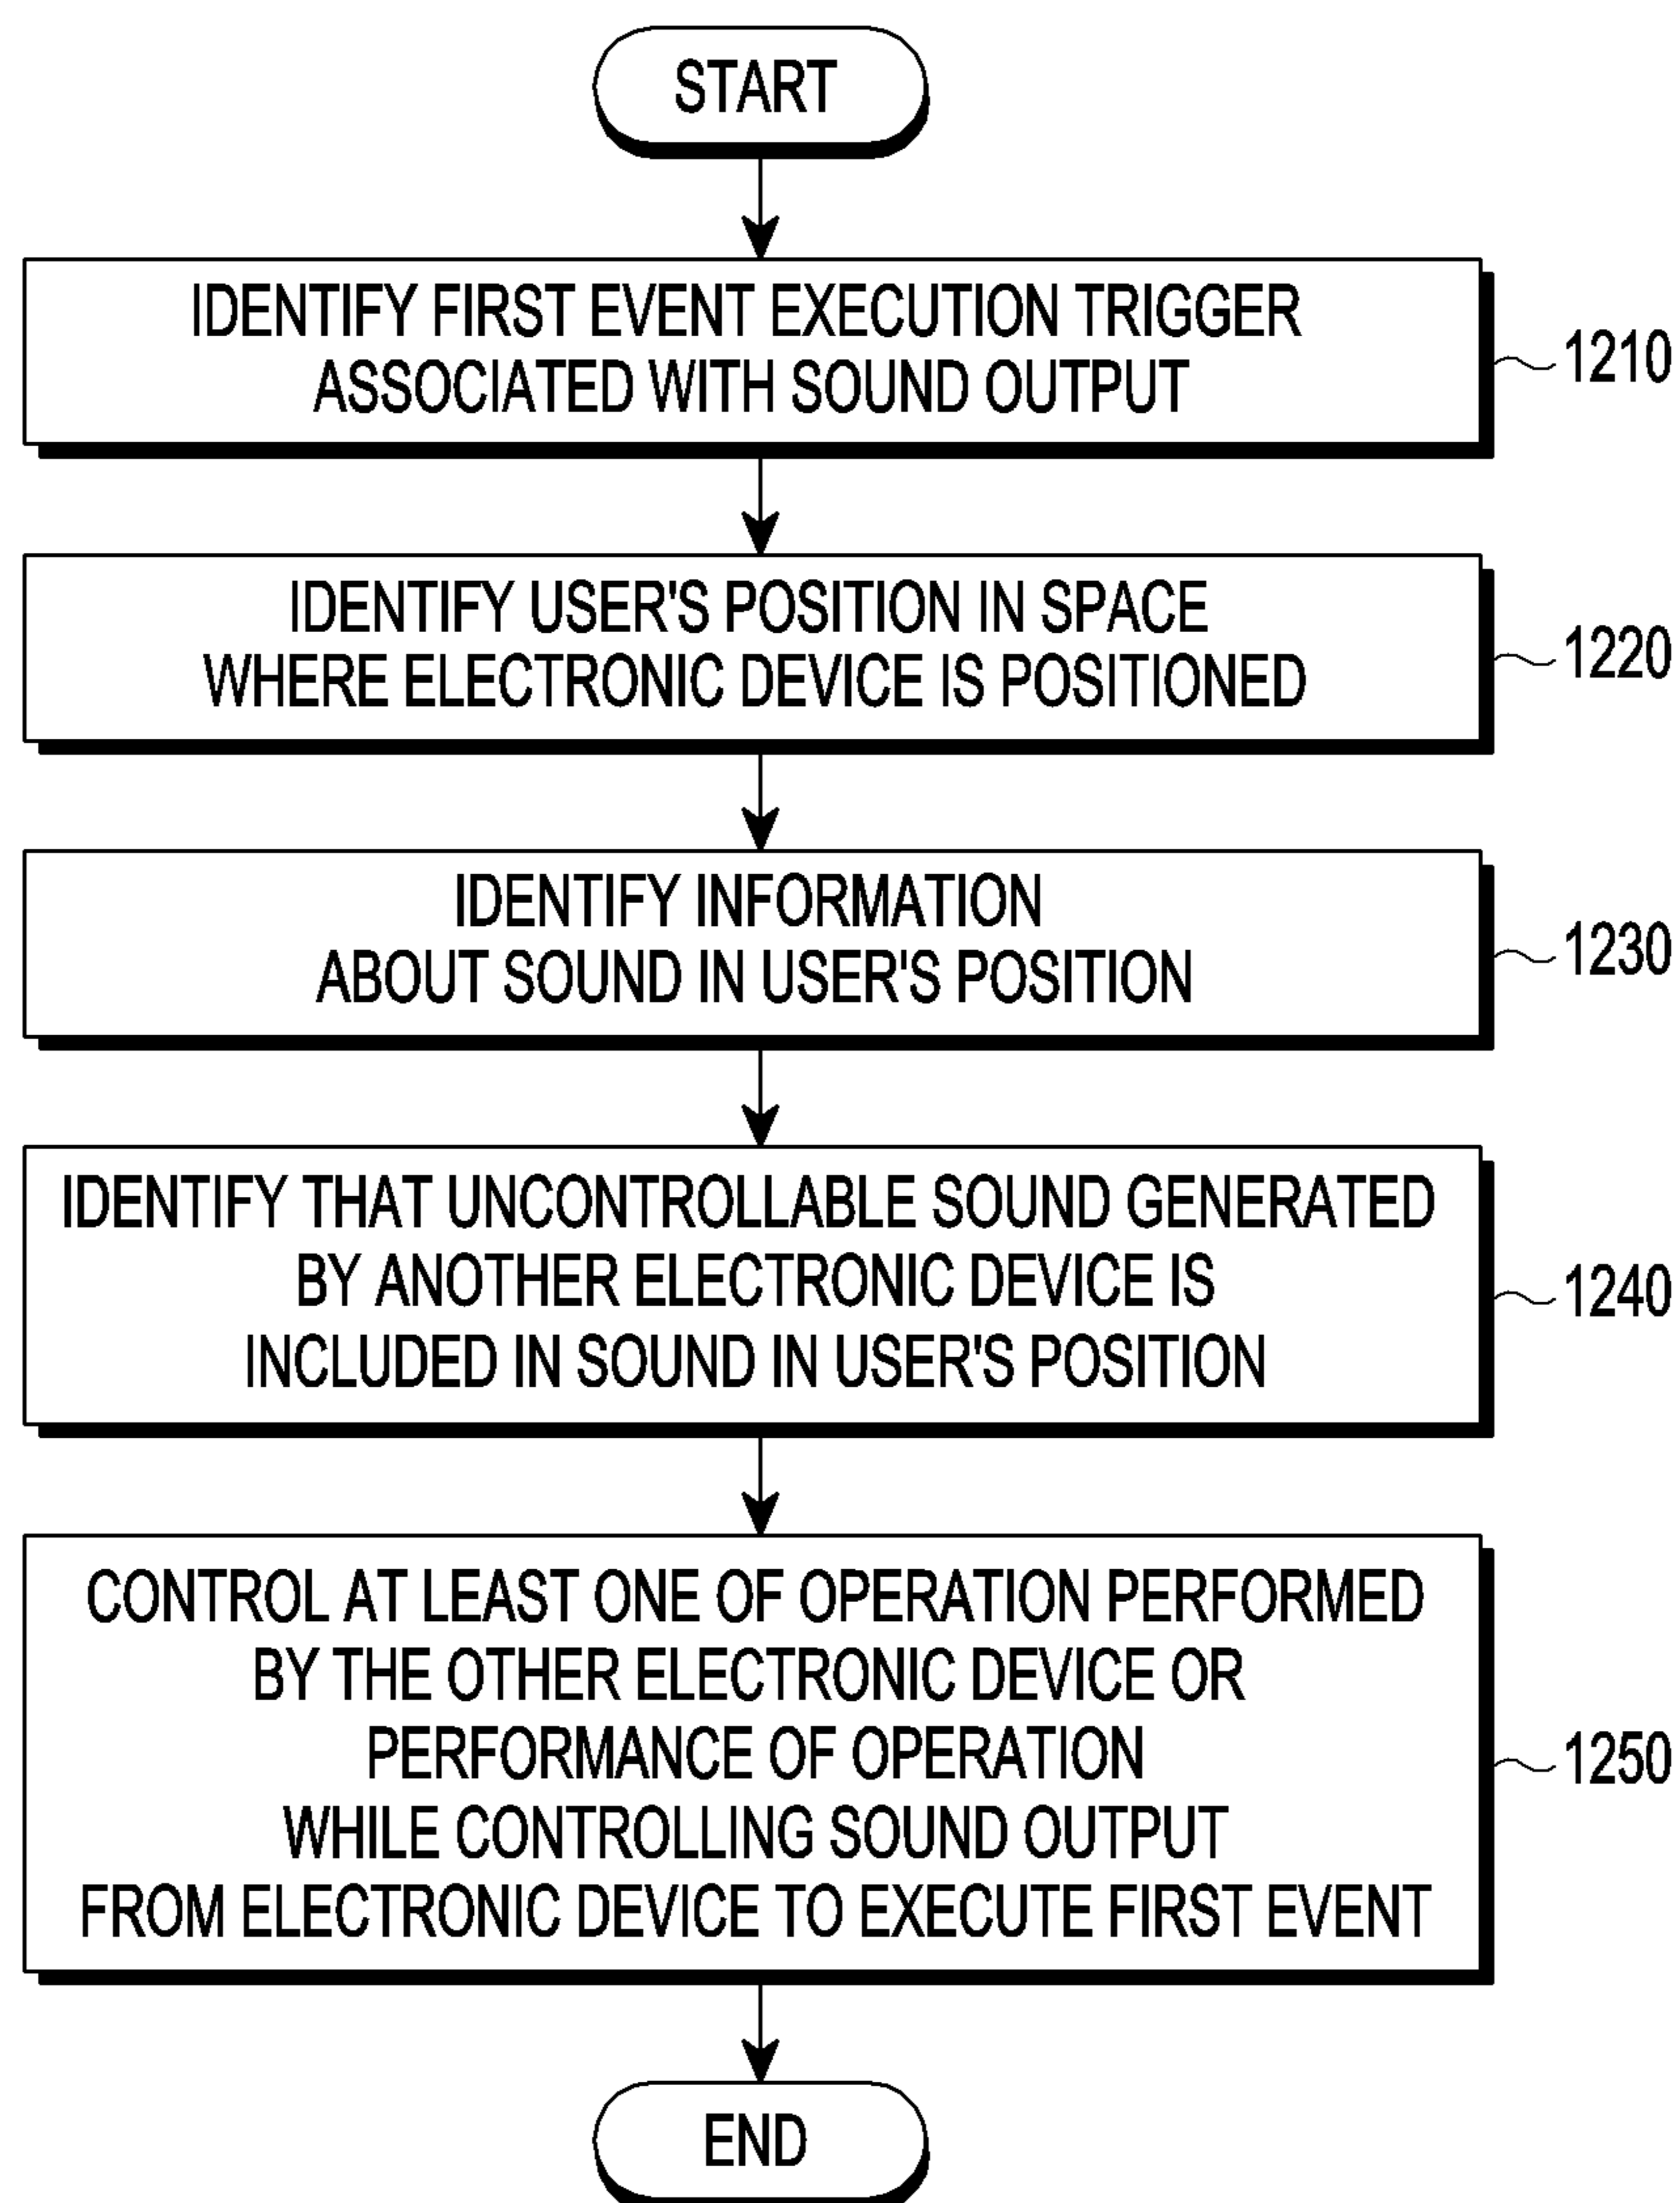 START
IDENTIFY FIRST EVENT EXECUTION TRIGGER
ASSOCIATED WITH SOUND OUTPUT
1210
IDENTIFY USER'S POSITION IN SPACE
WHERE ELECTRONIC DEVICE IS POSITIONED
1220
IDENTIFY INFORMATION
ABOUT SOUND IN USER'S POSITION
1230
IDENTIFY THAT UNCONTROLLABLE SOUND GENERATED
BY ANOTHER ELECTRONIC DEVICE IS
INCLUDED IN SOUND IN USER'S POSITION
1240
CONTROL AT LEAST ONE OF OPERATION PERFORMED
BY THE OTHER ELECTRONIC DEVICE OR
PERFORMANCE OF OPERATION
WHILE CONTROLLING SOUND OUTPUT
FROM ELECTRONIC DEVICE TO EXECUTE FIRST EVENT
1250
END